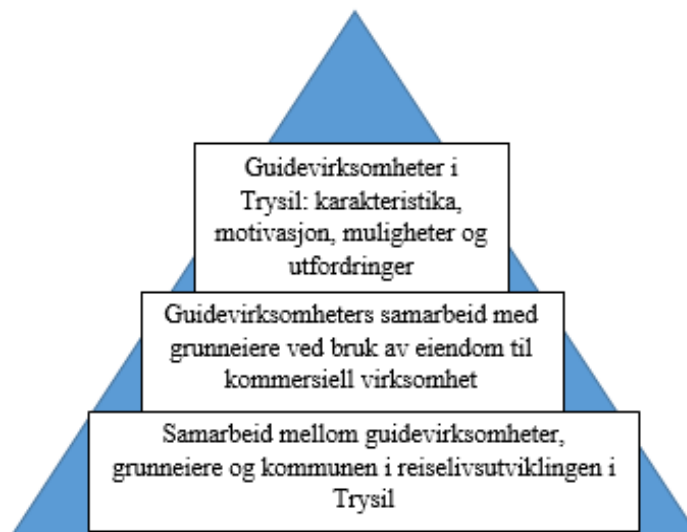 Guidevirksomheter i
Trysil: karakteristika,
motivasjon, muligheter og
utfordringer
Guidevirksomheters samarbeid med
grunneiere ved bruk av eiendom til
kommersiell virksomhet
Samarbeid mellom guidevirksomheter,
grunneiere og kommunen i reiselivsutviklingen i
Trysil